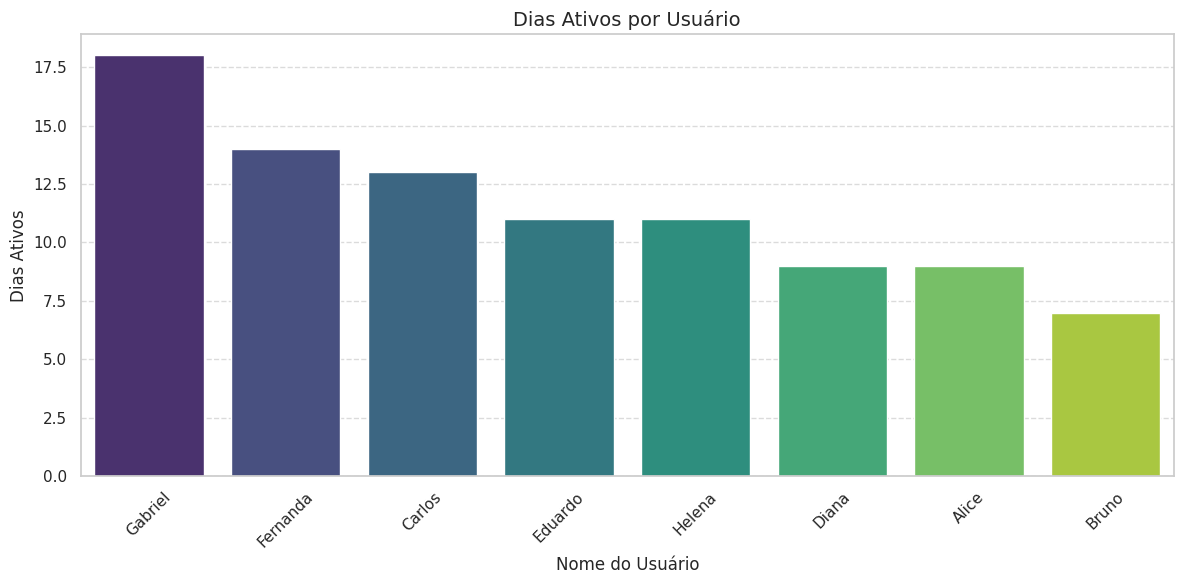 Dias Ativos por Usuário
Dias Ativos
17.5
15.0
12.5
10.0
7.5
5.0
2.5
0.0
Gabriel
Fernanda
Carlos
Eduardo
Helena
Diana
Alice
Bruno
Nome do Usuário